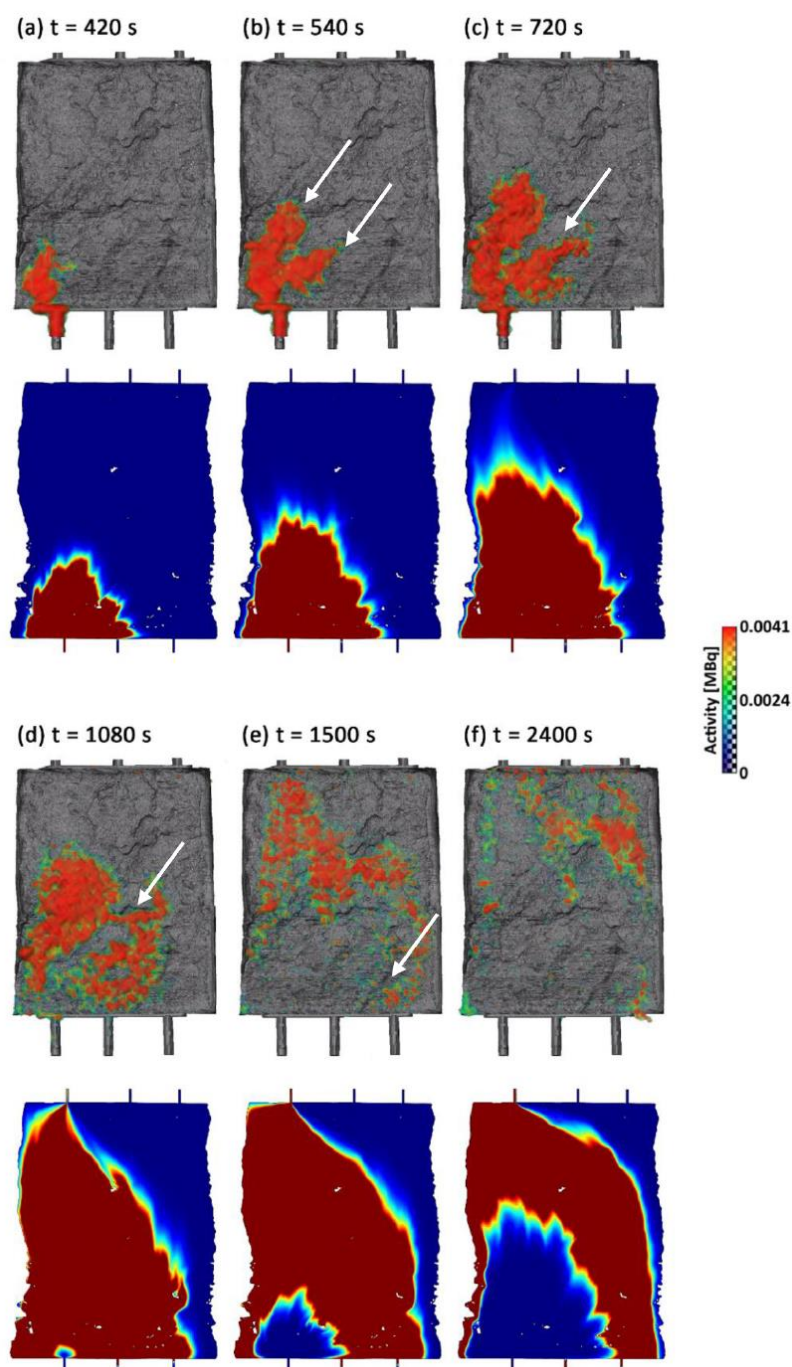 (a) t = 420 s
(b) t = 540 s
(c) t = 720 s
0.0041
0.0024
0
Activity [MBq]
(d) t = 1080 s
(e) t = 1500 s
(f) t = 2400 s